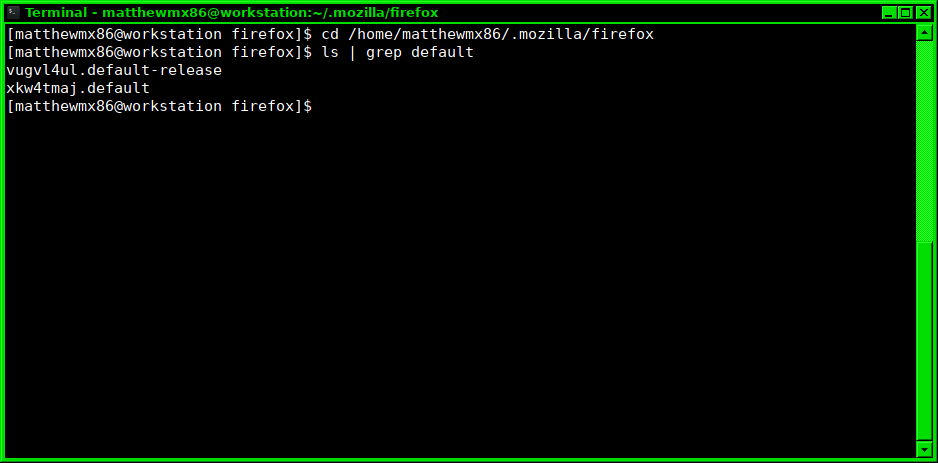 Terminal - matthewmx86@workstation:~/.mozilla/firefox
[matthewmx86@workstation firefox]$ cd /home/matthewmx86/.mozilla/firefox
[matthewmx86@workstation firefox]$ ls | grep default
vugvl4ul.default-release
xkw4tmaj.default
[matthewmx86@workstation firefox]$